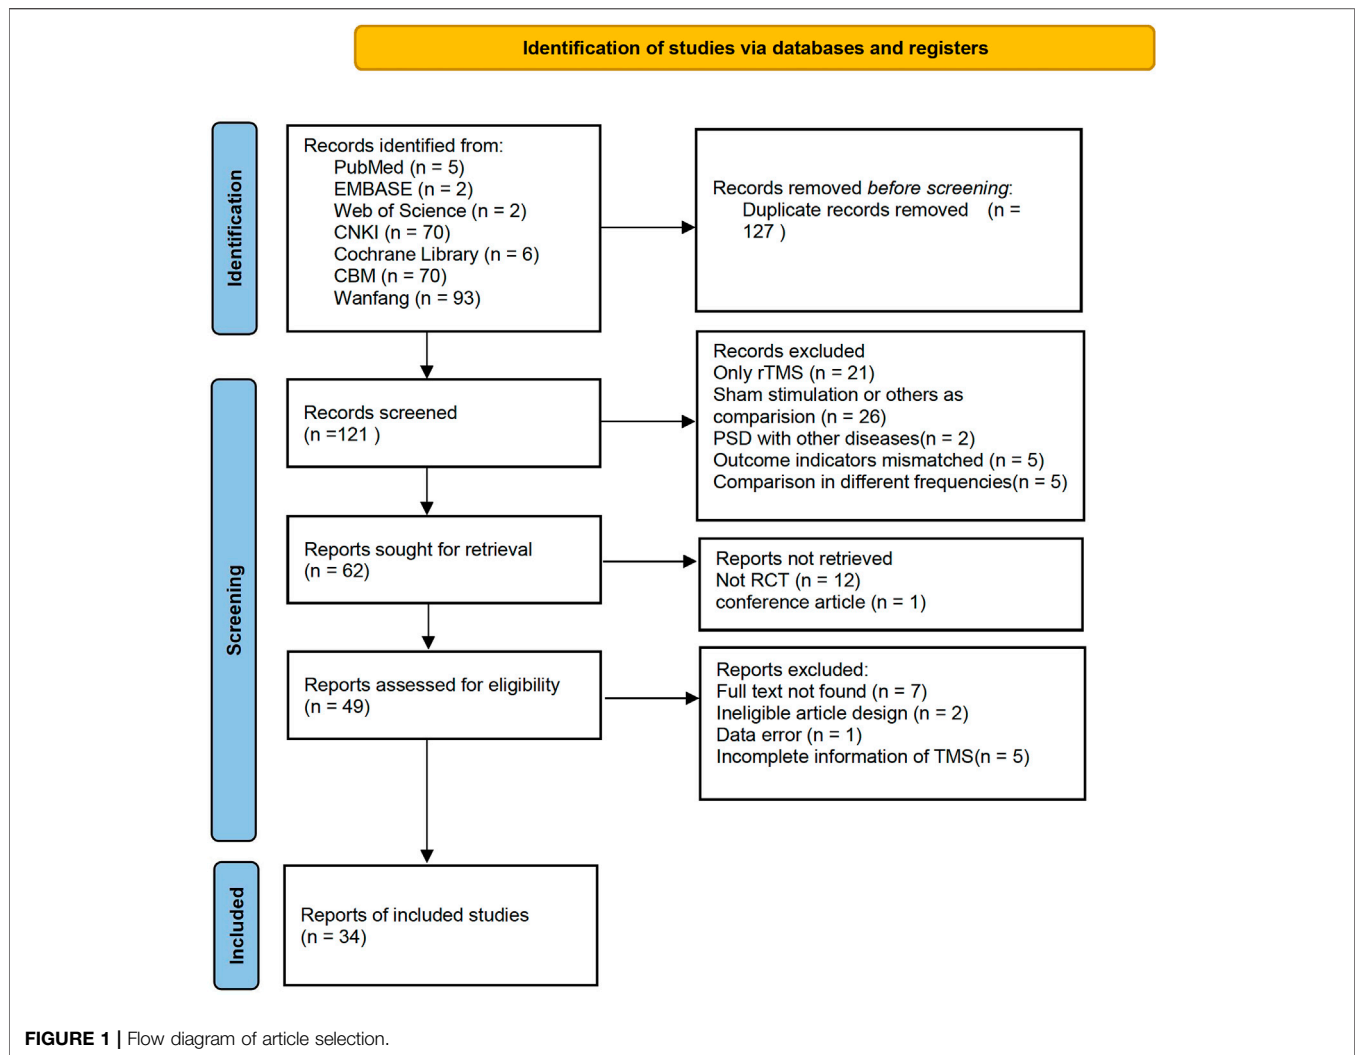 Identification of studies via databases and registers
Identification
Records identified from:
PubMed (n = 5)
EMBASE (n = 2)
Web of Science (n = 2)
CNKI (n = 70)
Cochrane Library (n = 6)
CBM (n = 70)
Wanfang (n = 93)
Records removed before screening:
Duplicate records removed (n =
127 )
Screening
Records screened
(n =121 )
Records excluded
Only rTMS (n = 21)
Sham stimulation or others as
comparision (n = 26)
PSD with other diseases(n = 2)
Outcome indicators mismatched (n = 5)
Comparison in different frequencies(n = 5)
Reports sought for retrieval
(n = 62)
Reports not retrieved
Not RCT (n = 12)
conference article (n = 1)
Reports assessed for eligibility
(n = 49)
Reports excluded:
Full text not found (n = 7)
Ineligible article design (n = 2)
Data error (n = 1)
Incomplete information of TMS(n = 5)
Included
Reports of included studies
(n = 34)
FIGURE 1 | Flow diagram of article selection.